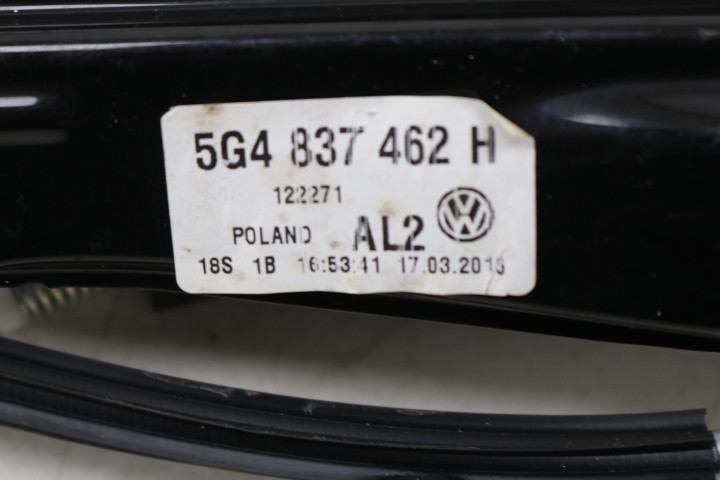 5G4 837 462 H
122271
POLAND AL2
18S 1B 16:53:41